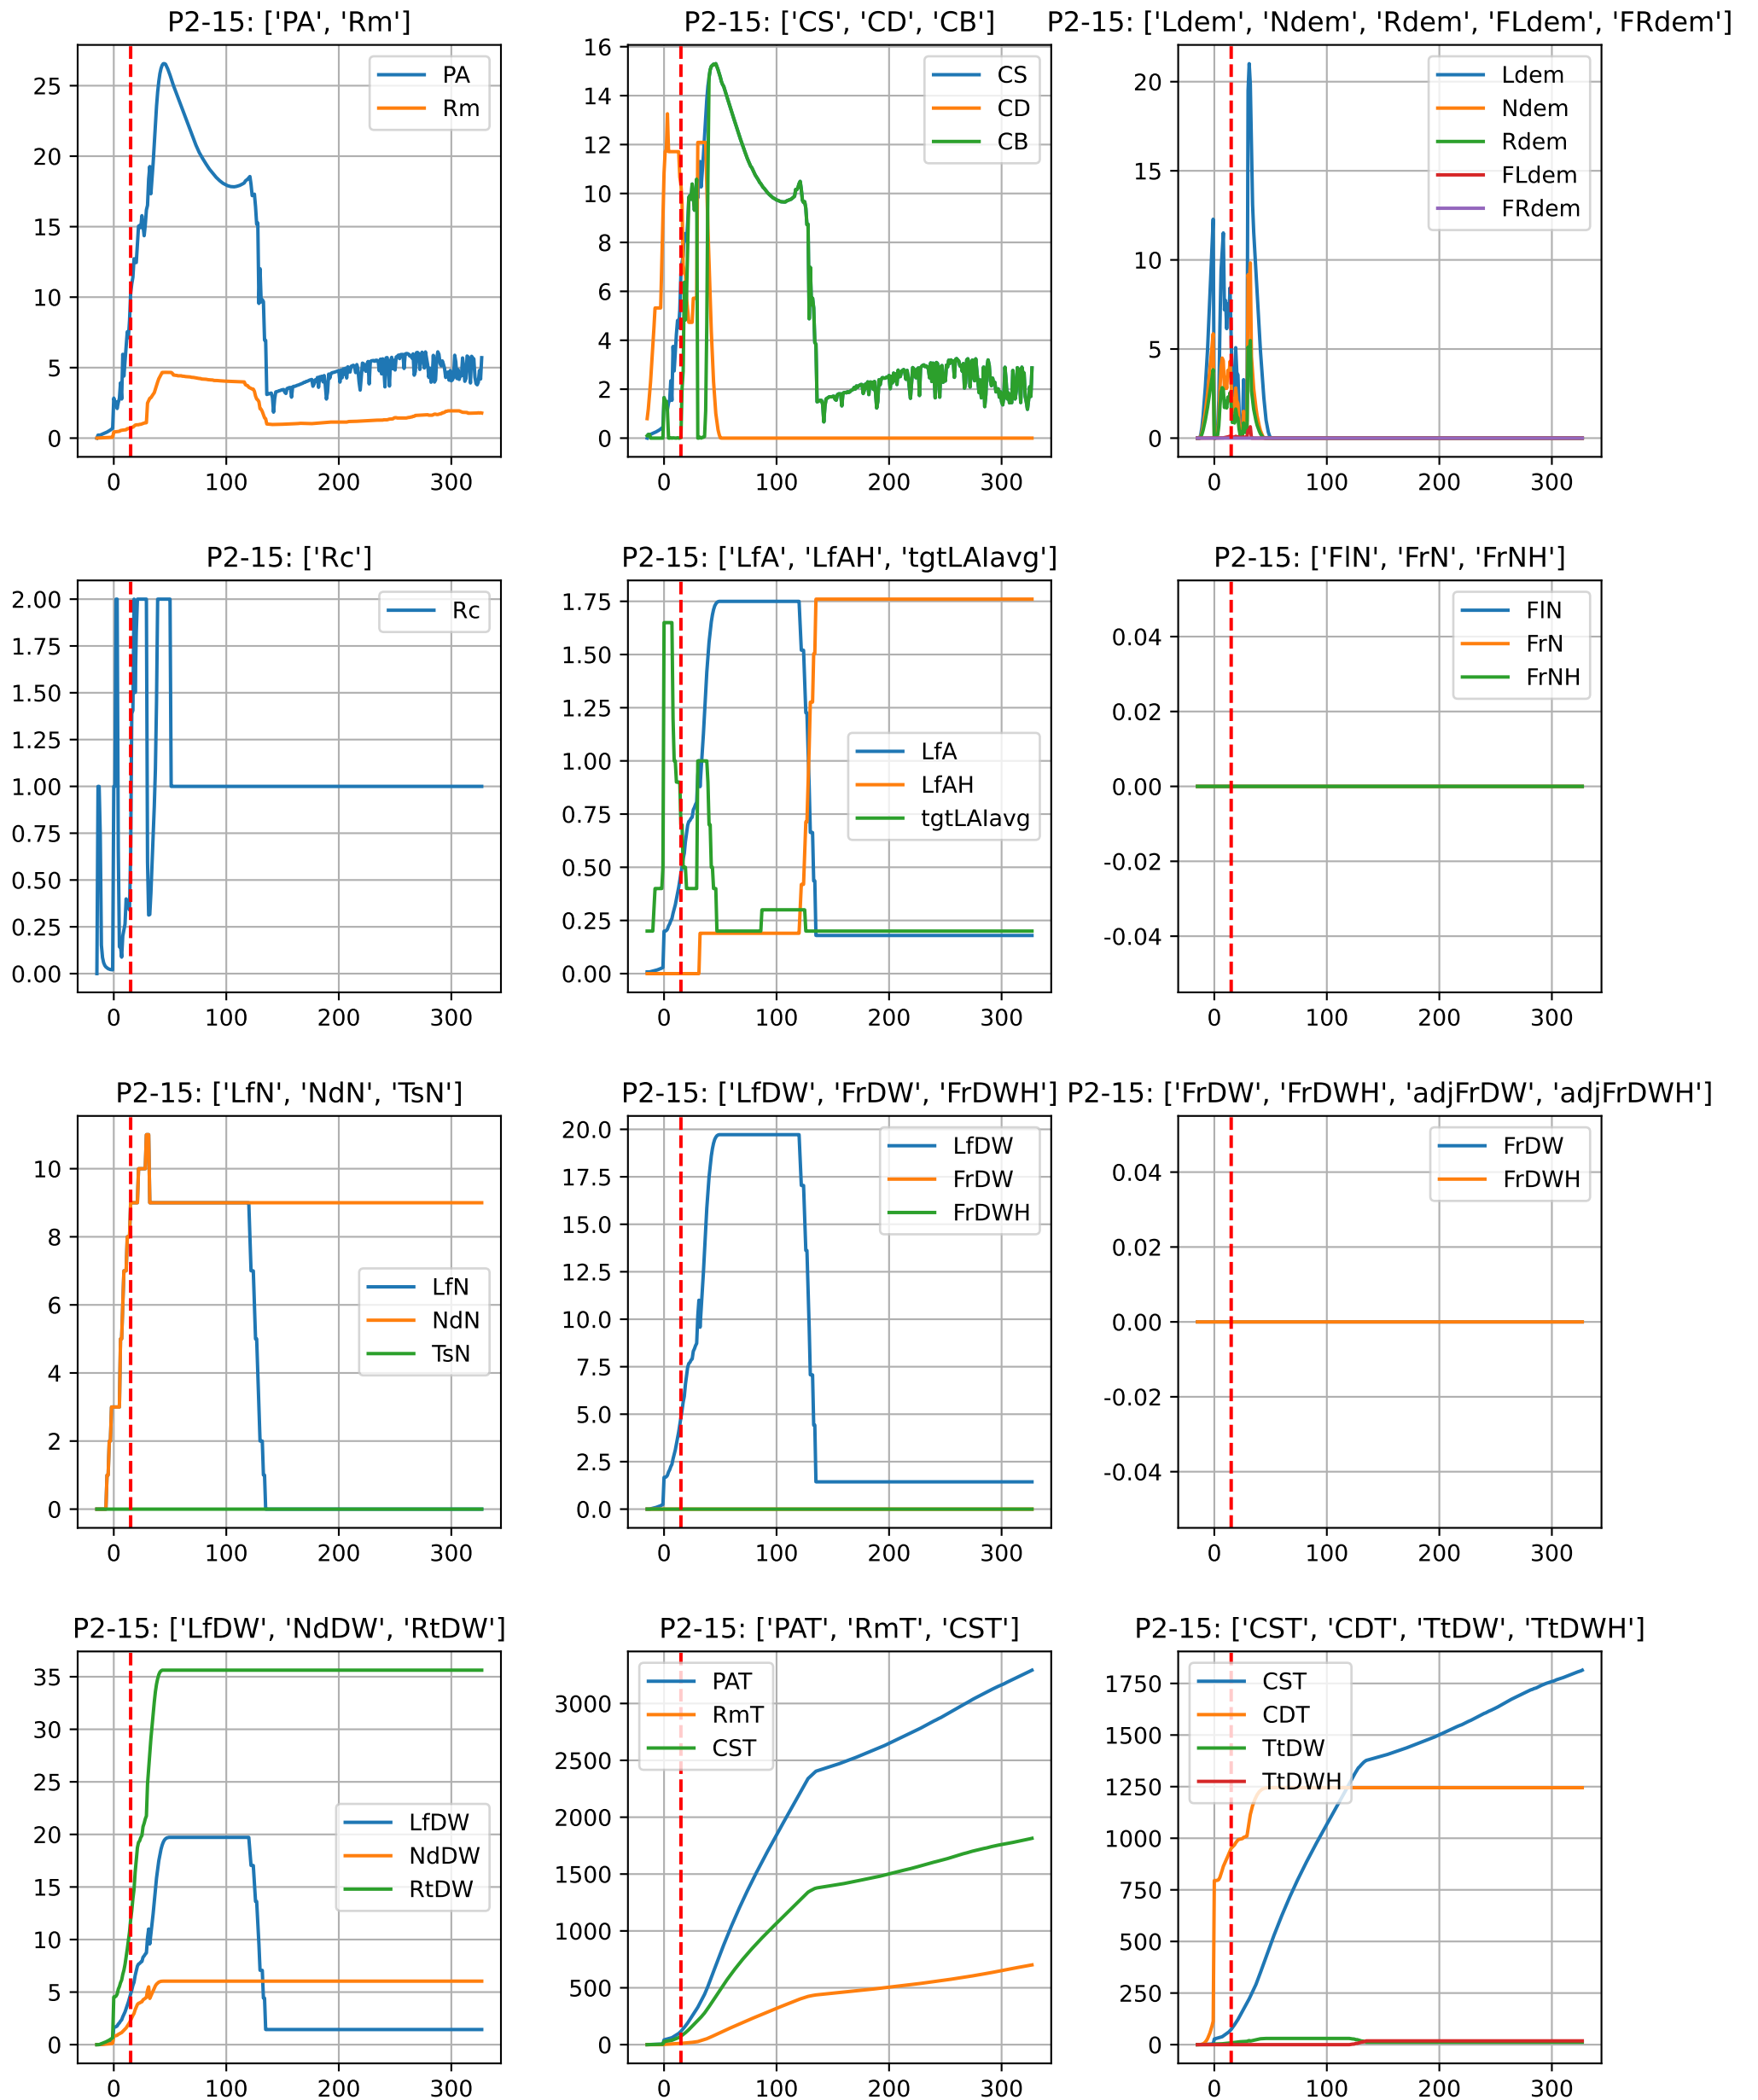 P2-15: ['PA', 'Rm']
25
20
15
10
5
0
0 100 200 300
PA
Rm
P2-15: ['CS', 'CD', 'CB']
16
14
12
10
8
6
4
2
0
0 100 200 300
CS
CD
CB
P2-15: ['Ldem', 'Ndem', 'Rdem', 'FLdem', 'FRdem']
20
15
10
5
0
0 100 200 300
Ldem
Ndem
Rdem
FLdem
FRdem
P2-15: ['Rc']
2.00
1.75
1.50
1.25
1.00
0.75
0.50
0.25
0.00
0 100 200 300
Rc
P2-15: ['LfA', 'LfAH', 'tgtLAIavg']
1.75
1.50
1.25
1.00
0.75
0.50
0.25
0.00
0 100 200 300
LfA
LfAH
tgtLAIavg
P2-15: ['FlN', 'FrN', 'FrNH']
0.04
0.02
0.00
-0.02
-0.04
0 100 200 300
FlN
FrN
FrNH
P2-15: ['LfN', 'NdN', 'TsN']
10
8
6
4
2
0
0 100 200 300
LfN
NdN
TsN
P2-15: ['LfDW', 'FrDW', 'FrDWH']
20.0
17.5
15.0
12.5
10.0
7.5
5.0
2.5
0.0
0 100 200 300
LfDW
FrDW
FrDWH
P2-15: ['FrDW', 'FrDWH', 'adjFrDW', 'adjFrDWH']
0.04
0.02
0.00
-0.02
-0.04
0 100 200 300
FrDW
FrDWH
P2-15: ['LfDW', 'NdDW', 'RtDW']
35
30
25
20
15
10
5
0
0 100 200 300
LfDW
NdDW
RtDW
P2-15: ['PAT', 'RmT', 'CST']
3000
2500
2000
1500
1000
500
0
0 100 200 300
PAT
RmT
CST
P2-15: ['CST', 'CDT', 'TtDW', 'TtDWH']
1750
1500
1250
1000
750
500
250
0
0 100 200 300
CST
CDT
TtDW
TtDWH